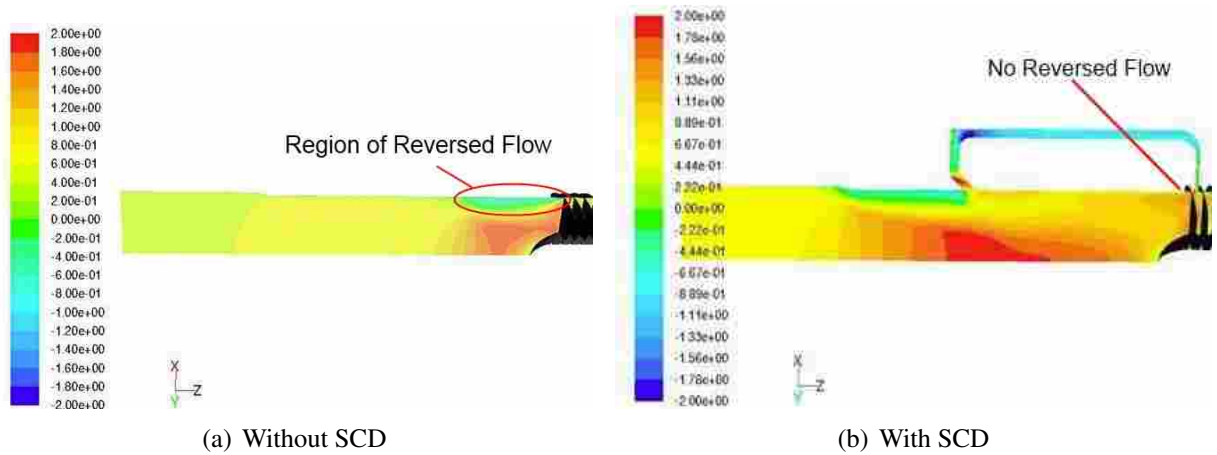 2.00e+00
1.80e+00
1.60e+00
1.40e+00
1.20e+00
1.00e+00
8.00e-01
6.00e-01
4.00e-01
2.00e-01
0.00e+00
-2.00e-01
-4.00e-01
-6.00e-01
-8.00e-01
-1.00e+00
-1.20e+00
-1.40e+00
-1.60e+00
-1.80e+00
-2.00e+00
Region of Reversed Flow
X
Z
Y
(a) Without SCD
2.00e+00
1.78e+00
1.56e+00
1.33e+00
1.11e+00
8.89e-01
6.67e-01
4.44e-01
2.22e-01
0.00e+00
-2.22e-01
-4.44e-01
-6.67e-01
-8.89e-01
-1.11e+00
-1.33e+00
-1.56e+00
-1.78e+00
-2.00e+00
No Reversed Flow
X
Z
Y
(b) With SCD